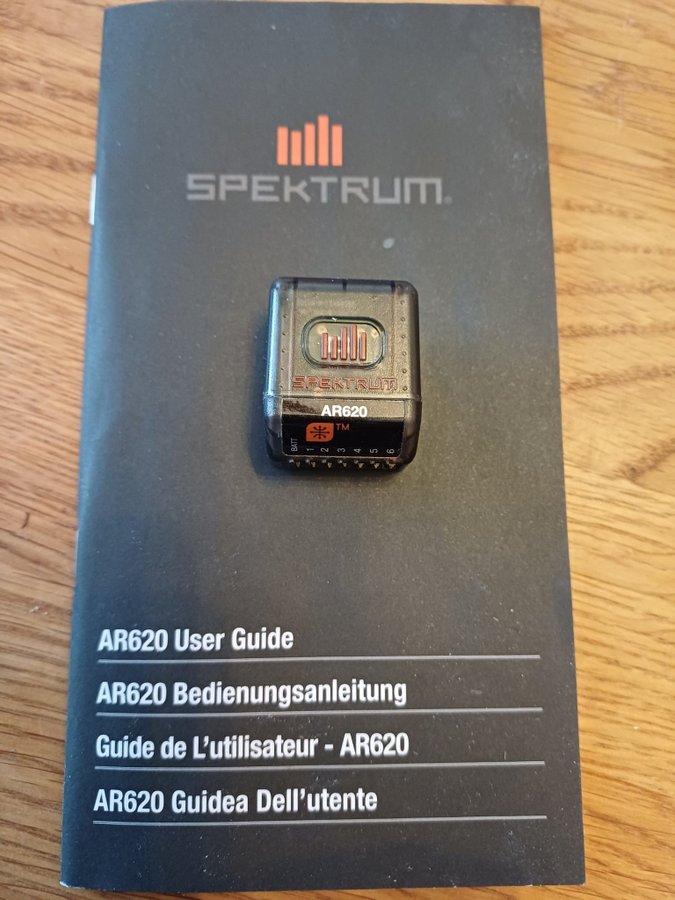 SPEKTRUM.
SPEKTRUM
AR620
TM
BATT 1 2 3 4 5 6
AR620 User Guide
AR620 Bedienungsanleitung
Guide de L'utilisateur - AR620
AR620 Guidea Dell'utente